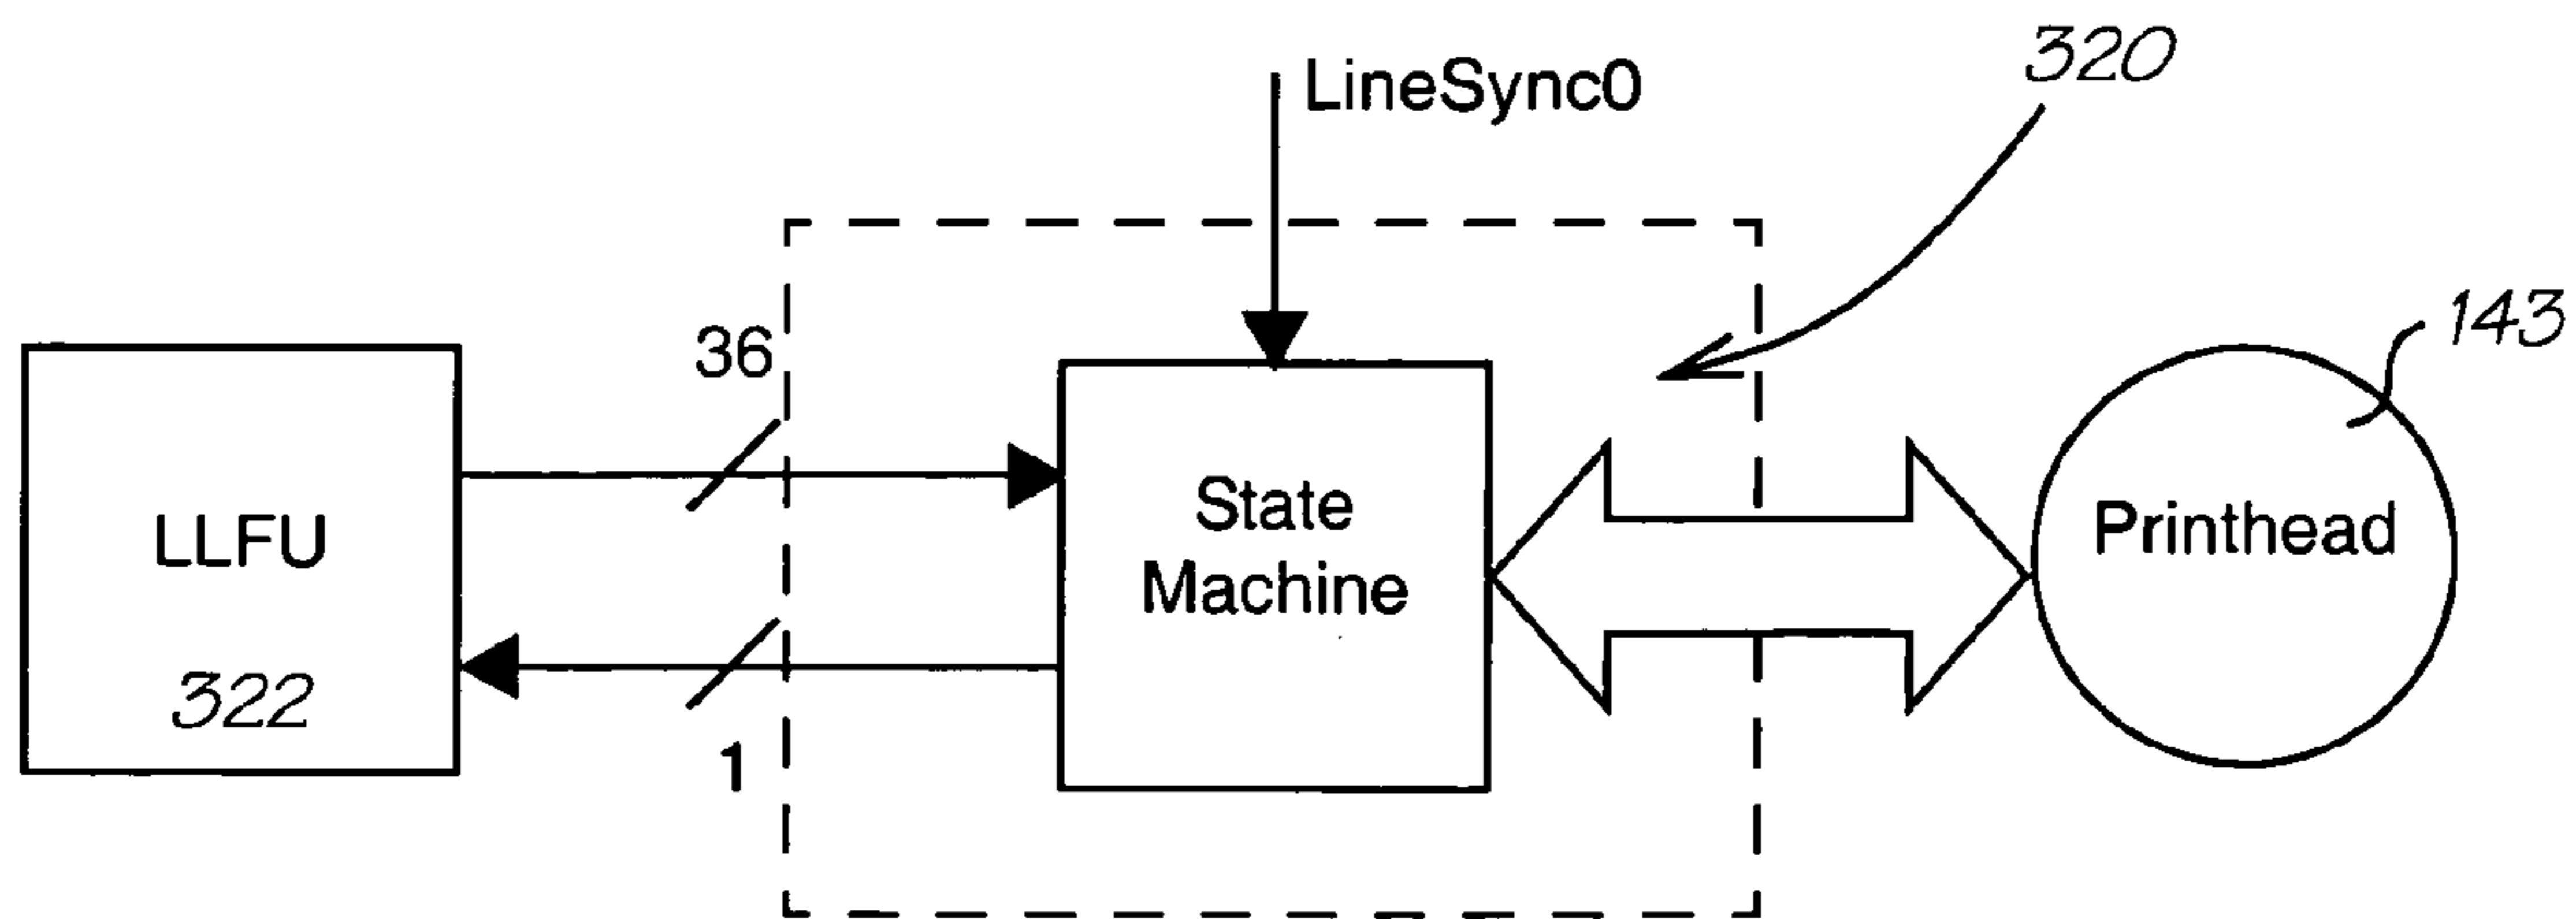 LineSync0
320
36
143
LLFU
322
State
Machine
Printhead
1